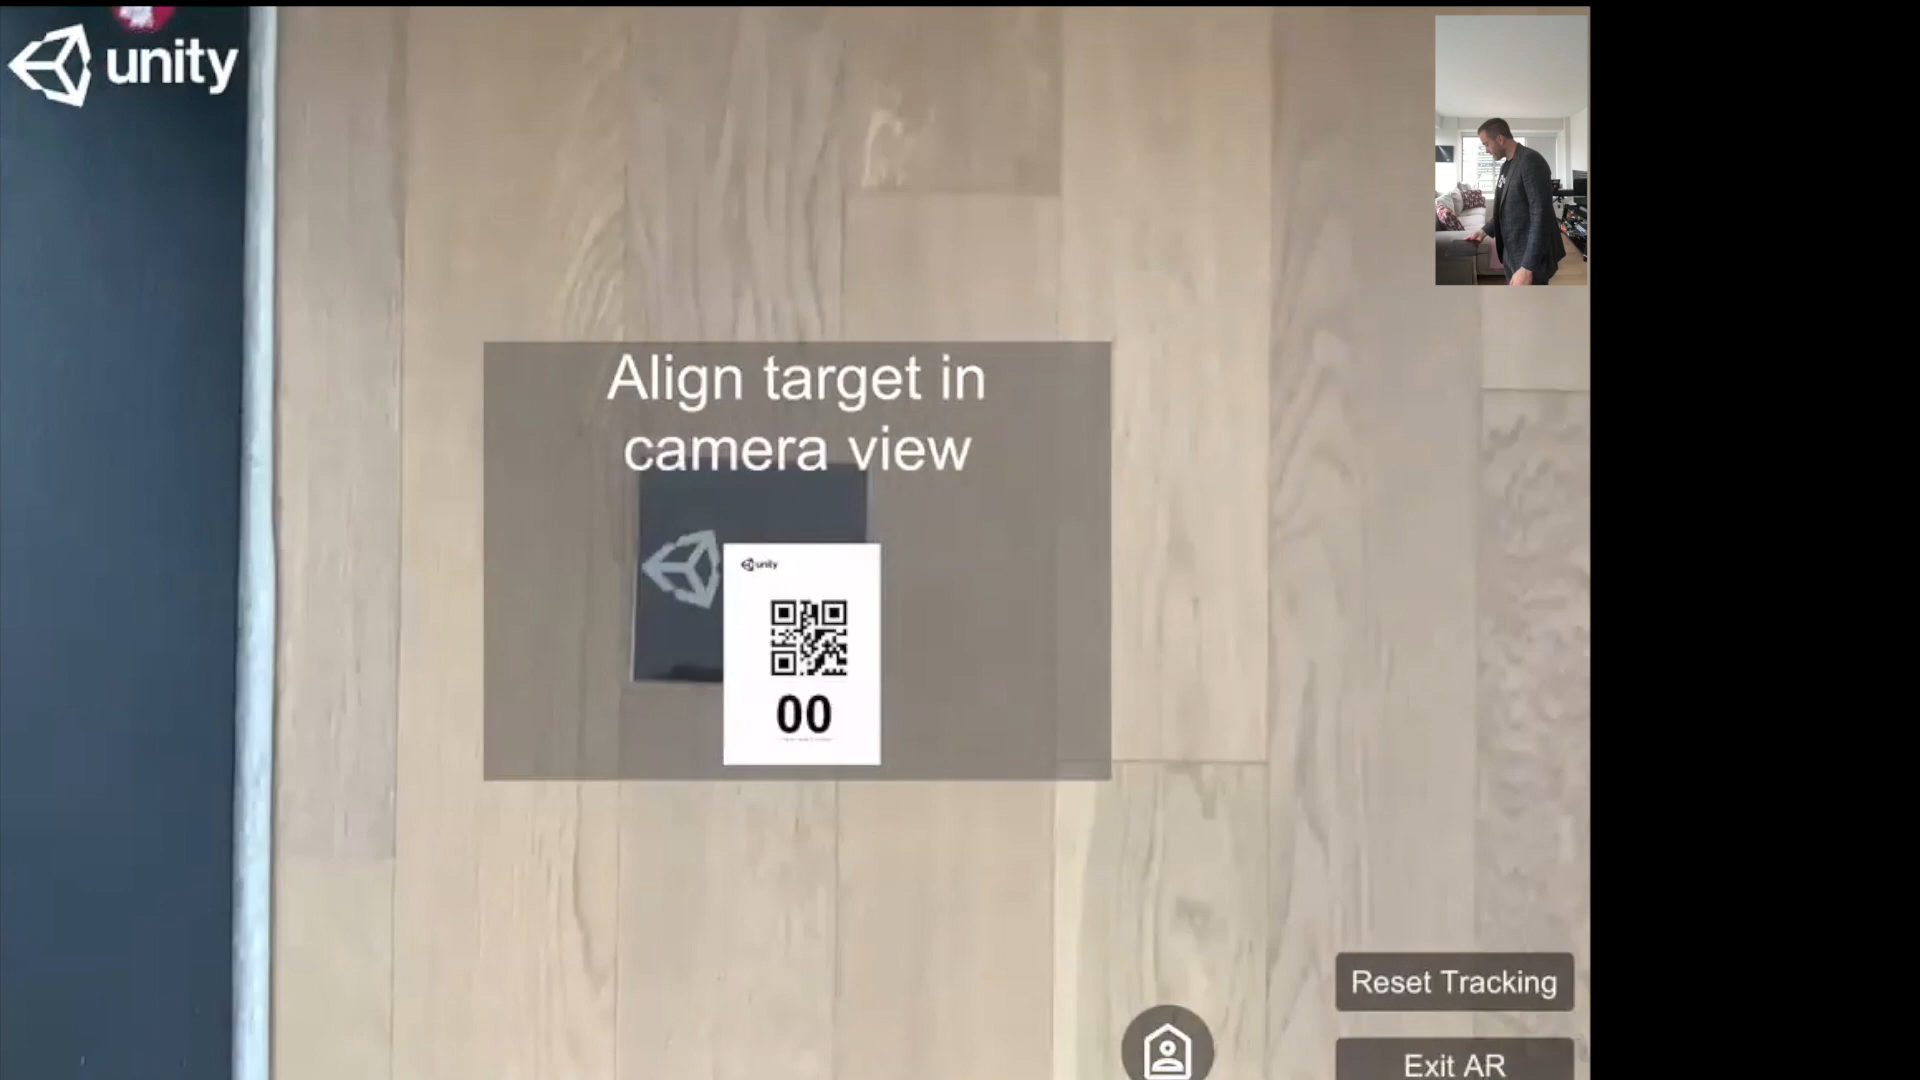 unity
Align target in
camera view
unity
00
Reset Tracking
Exit AR